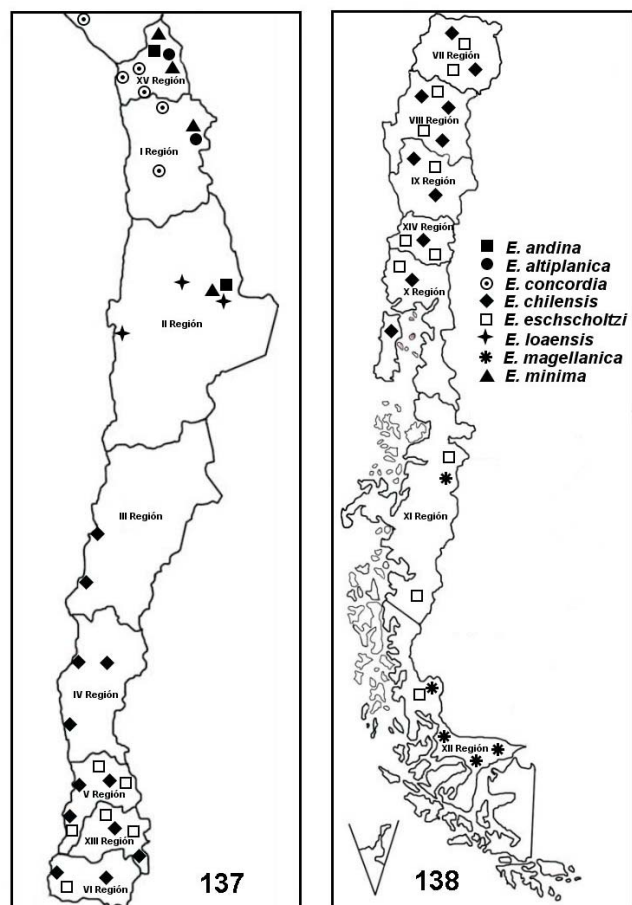 XV Región
I Región
II Región
III Región
IV Región
V Región
XIII Región
VI Región
137
VII Región
VIII Región
IX Región
XIV Región
X Región
XI Región
XII Región
E. andina
E. altiplanica
E. concordia
E. chilensis
E. eschscholtzi
E. loaensis
E. magellanica
E. minima
138